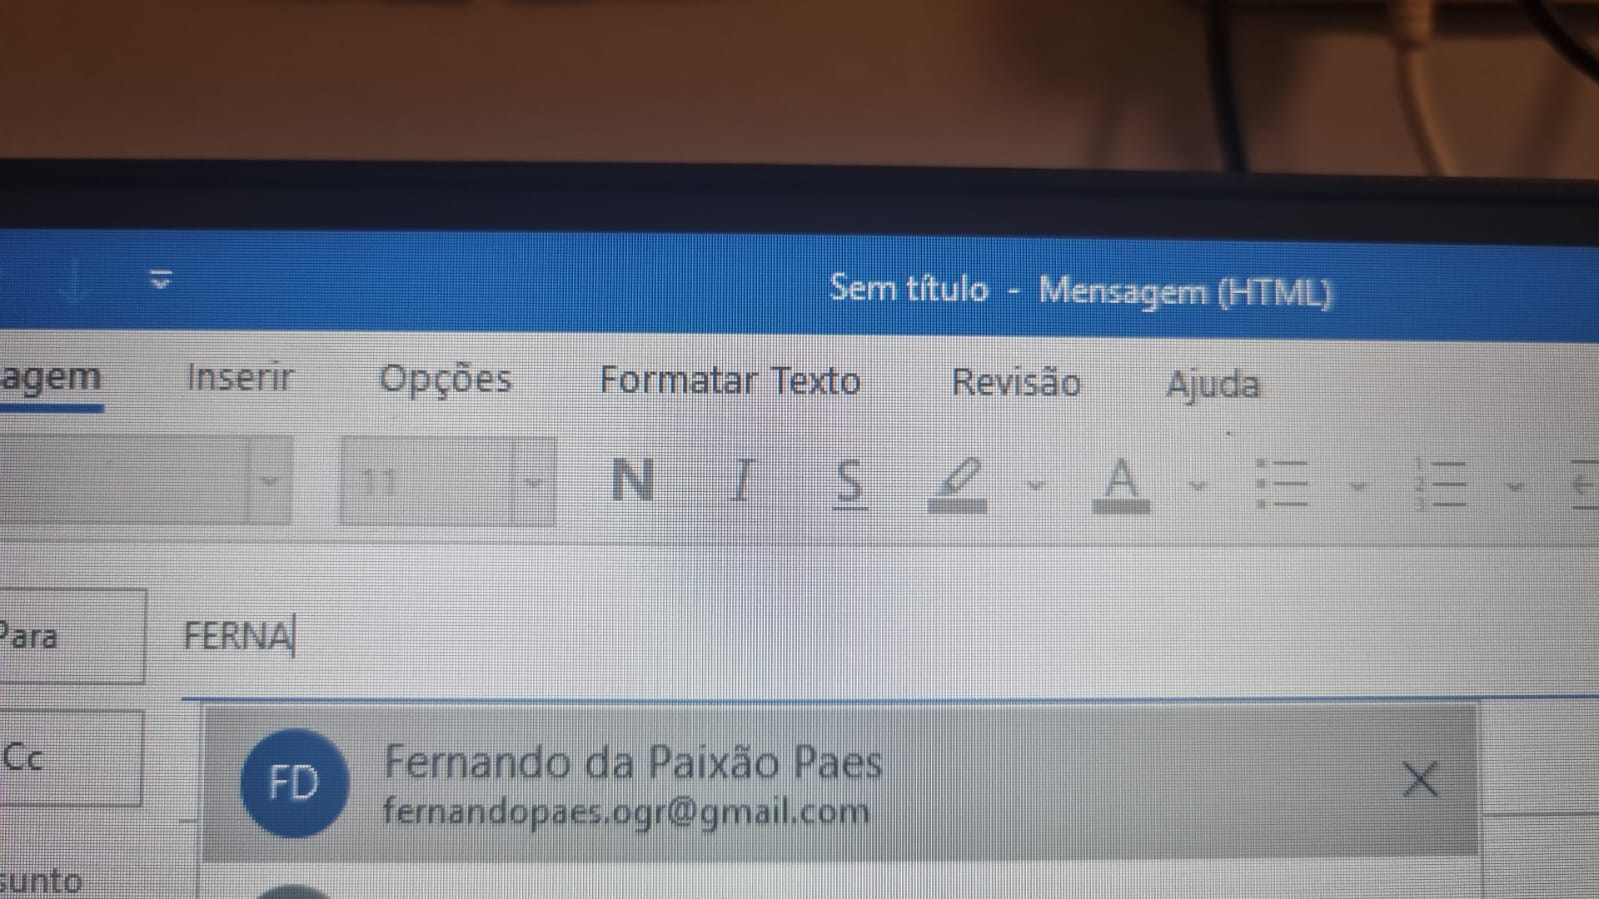 Sem título - Mensagem (HTML)
agem Inserir Opções Formatar Texto Revisão Ajuda
11 N I S A
Para FERNA
Cc
FD Fernando da Paixão Paes
fernandopaes.ogr@gmail.com
sunto